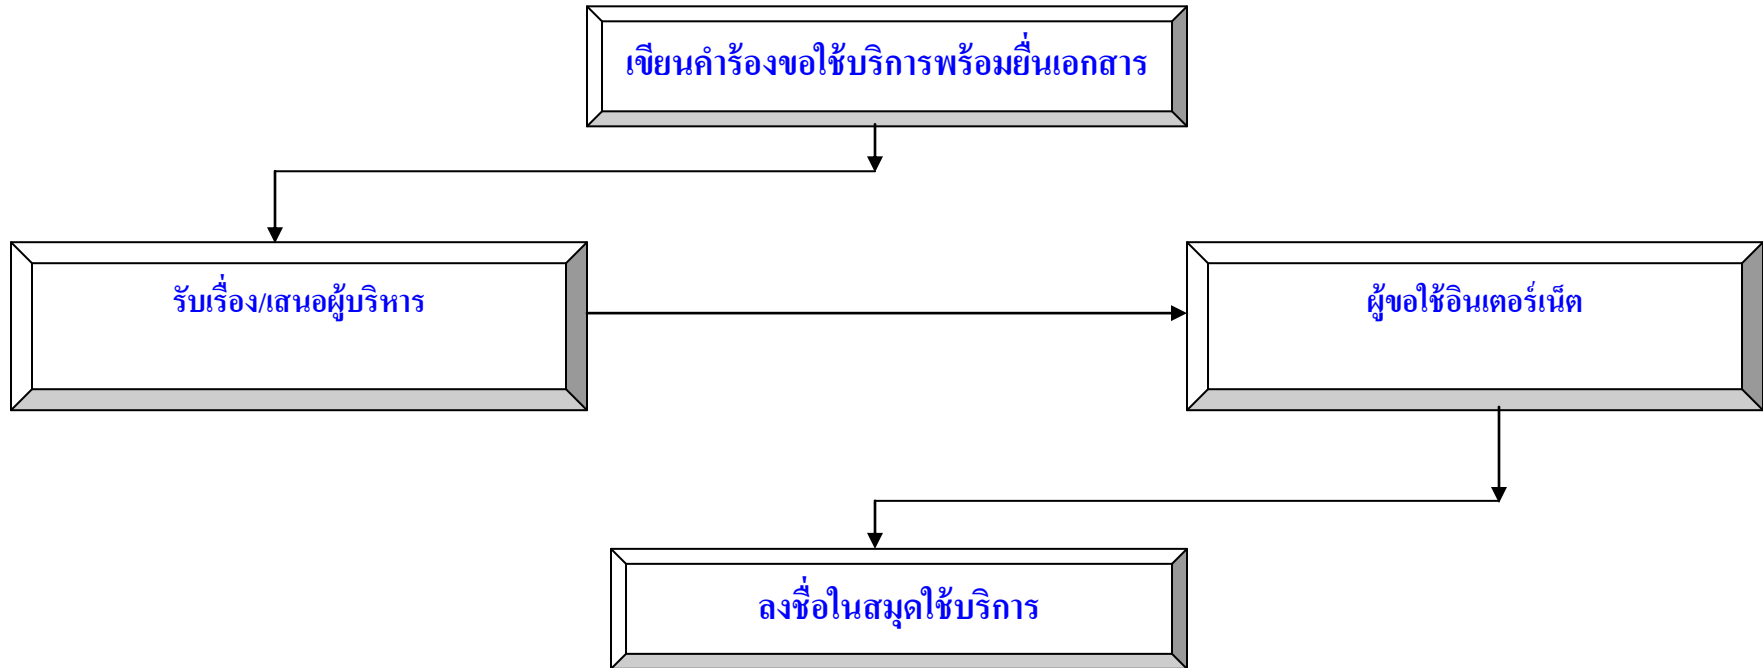 เขียนคำร้องขอใช้บริการพร้อมยื่นเอกสาร
รับเรื่อง/เสนอผู้บริหาร
ผู้ขอใช้อินเตอร์เน็ต
ลงชื่อในสมุดใช้บริการ